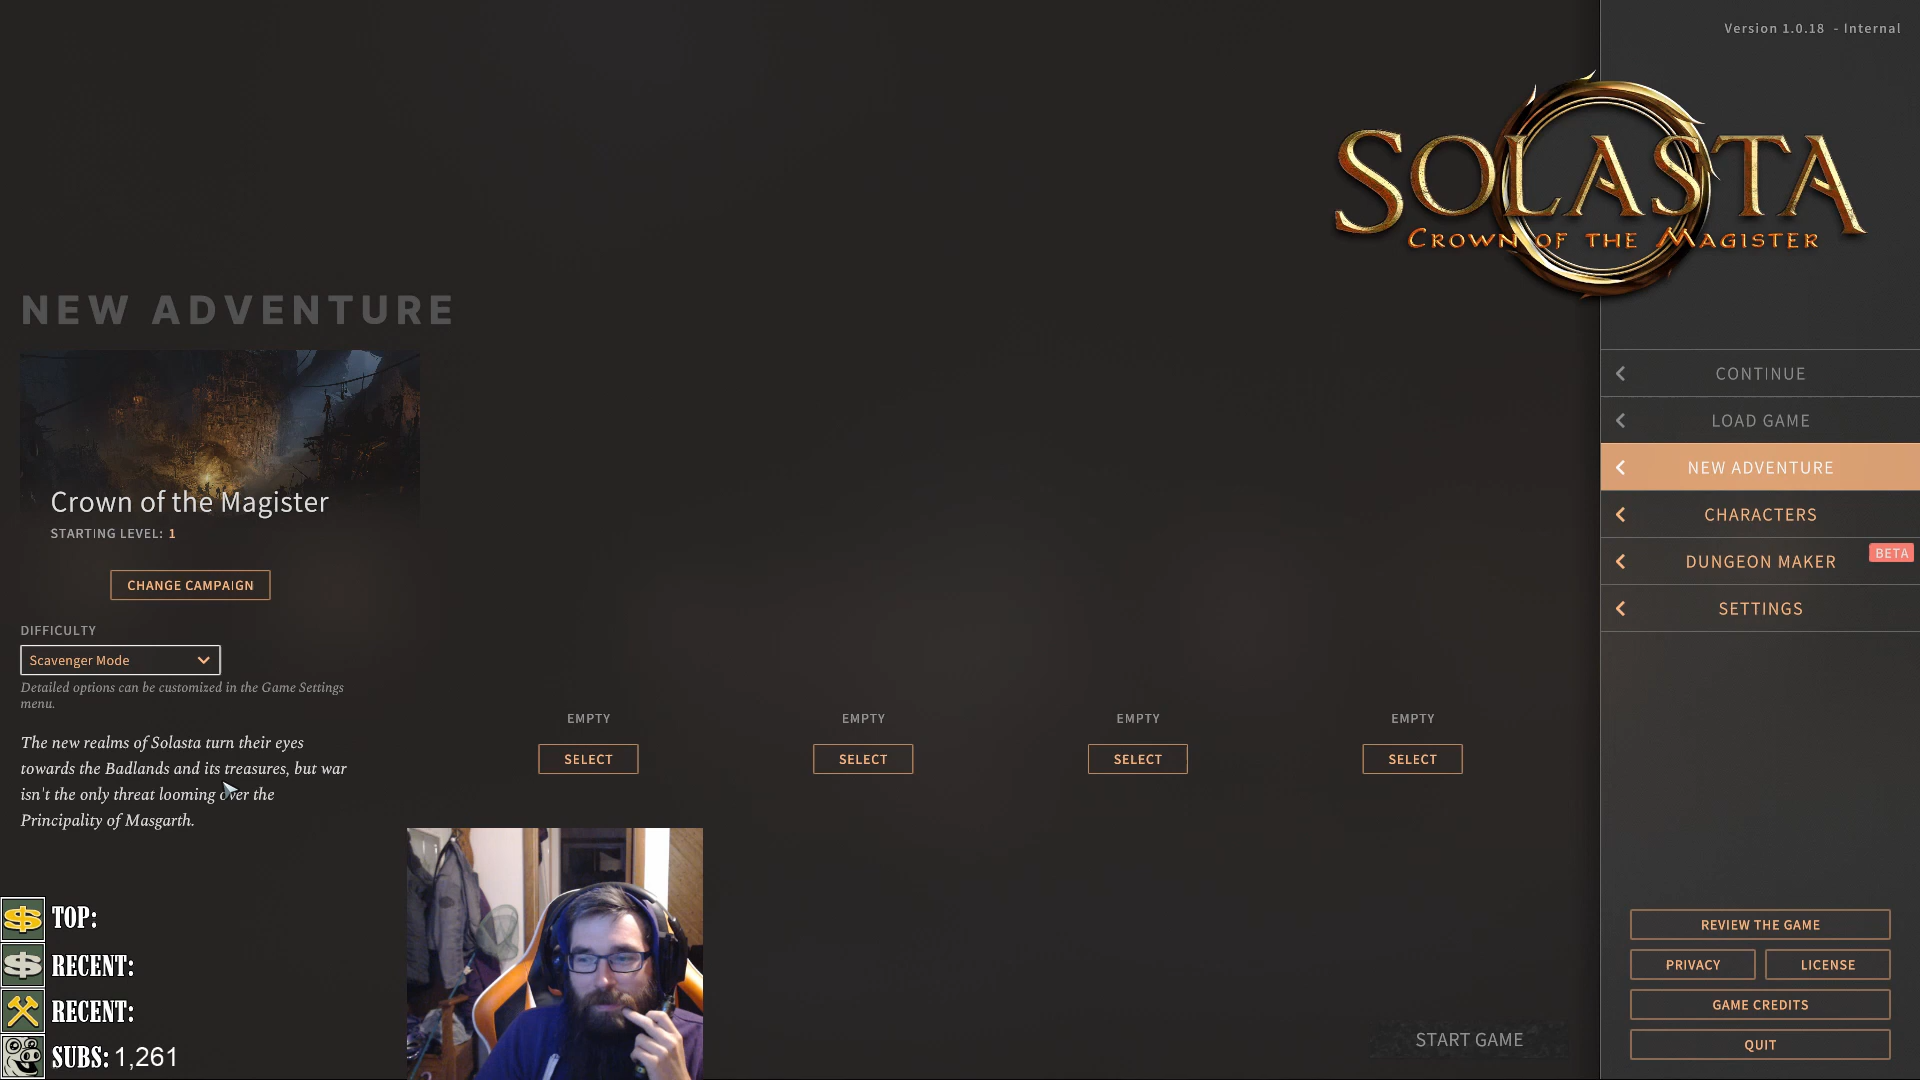 Version 1.0.18 - Internal
SOLASTA
CROWN OF THE MAGISTER
NEW ADVENTURE
Crown of the Magister
STARTING LEVEL: 1
CHANGE CAMPAIGN
DIFFICULTY
Scavenger Mode
Detailed options can be customized in the Game Settings
menu.
The new realms of Solasta turn their eyes
towards the Badlands and its treasures, but war
isn't the only threat looming over the
Principality of Masgarth.
EMPTY
SELECT
EMPTY
SELECT
EMPTY
SELECT
EMPTY
SELECT
START GAME
CONTINUE
LOAD GAME
NEW ADVENTURE
CHARACTERS
DUNGEON MAKER
BETA
SETTINGS
REVIEW THE GAME
PRIVACY
LICENSE
GAME CREDITS
QUIT
TOP:
RECENT:
RECENT:
SUBS: 1,261